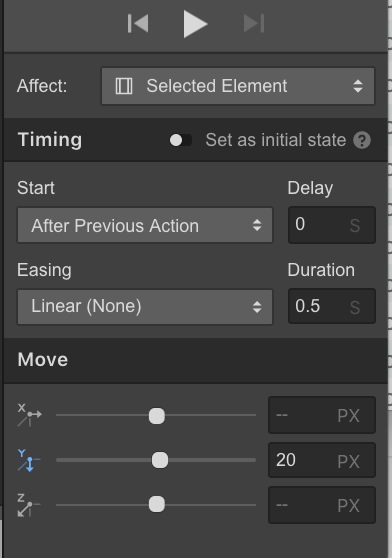 Affect: Selected Element
Timing Set as initial state ?
Start Delay
After Previous Action 0 S
Easing Duration
Linear (None) 0.5 S
Move
X -- PX
Y 20 PX
Z -- PX